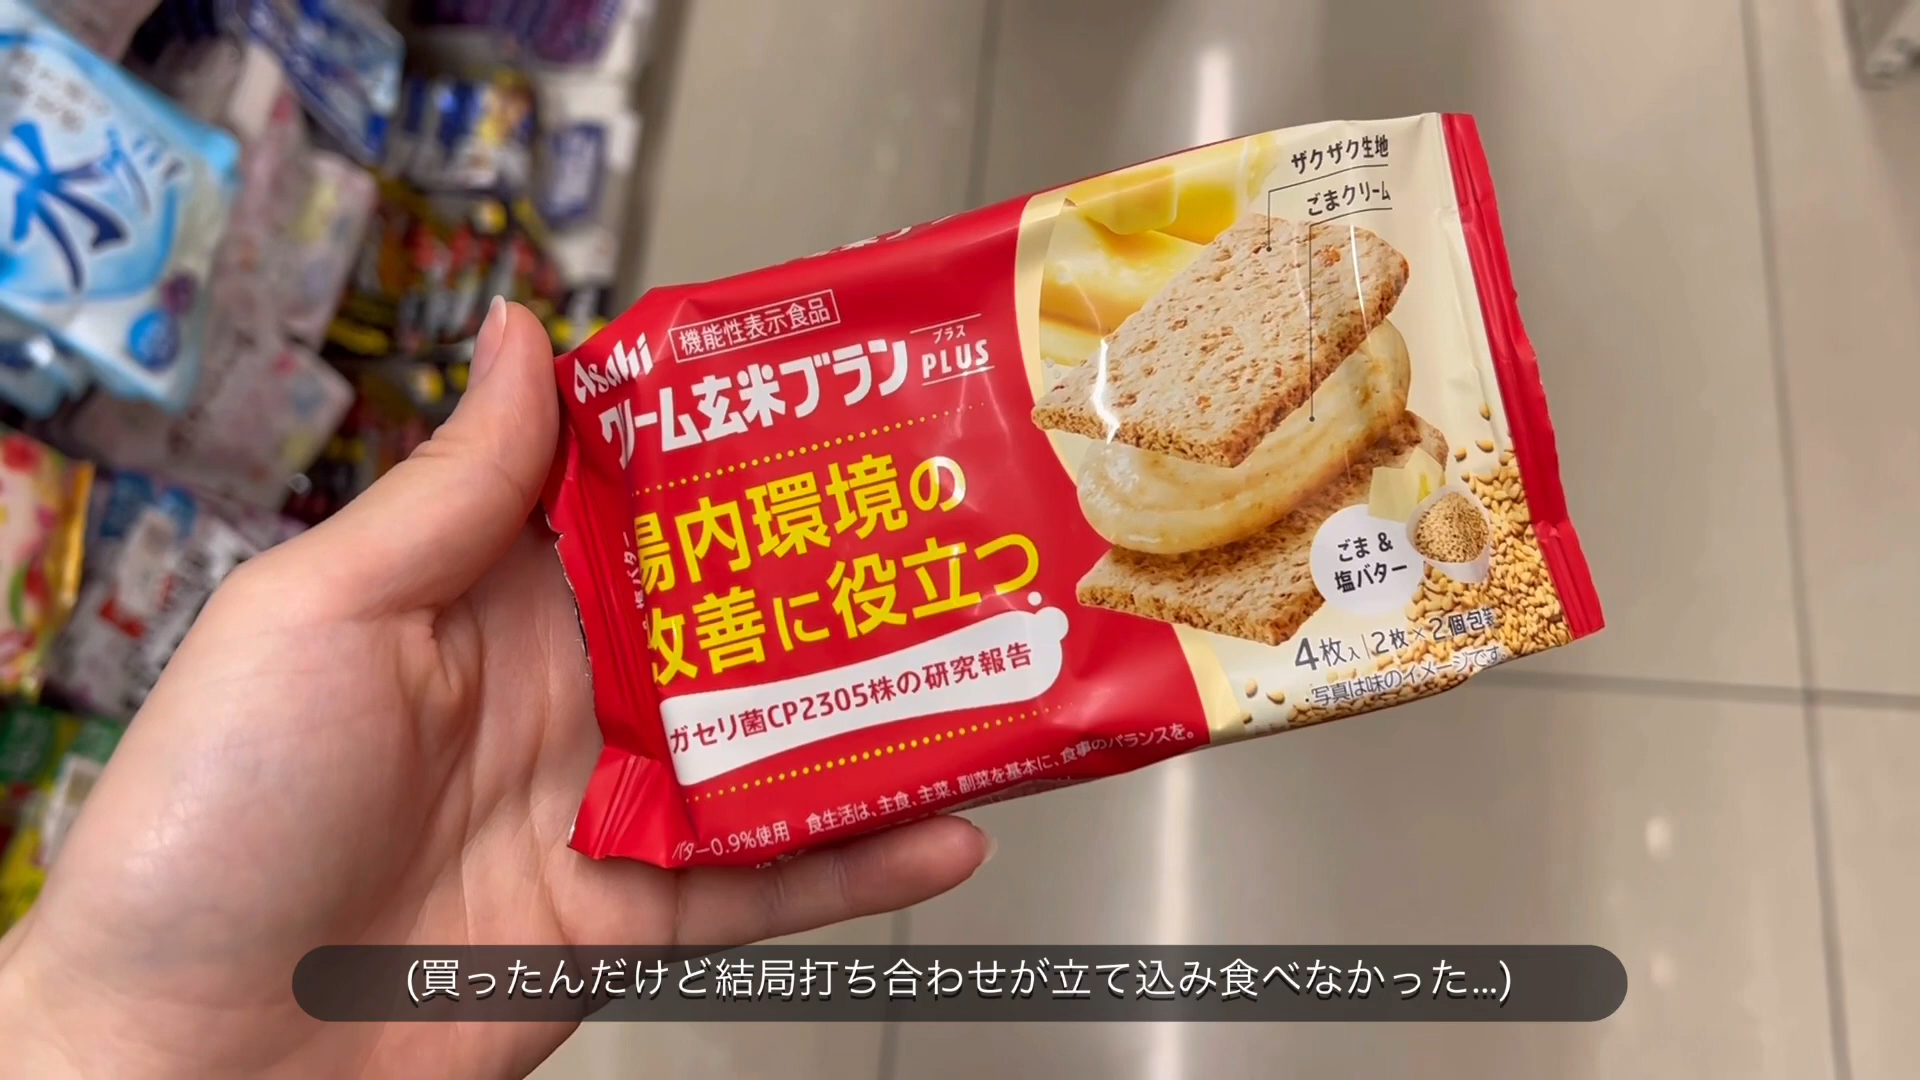 水
Asahi
機能性表示食品
クリーム玄米ブラン
プラス
PLUS
腸内環境の
改善に役立つ
ガセリ菌CP2305株の研究報告
バター0.9%使用 食生活は、主食、主菜、副菜を基本に、食事のバランスを。
ザクザク生地
ごまクリーム
ごま &
塩バター
4枚入 2枚×2個包装
・写真は味のイメージです。
(買ったんだけど結局打ち合わせが立て込み食べなかった...)